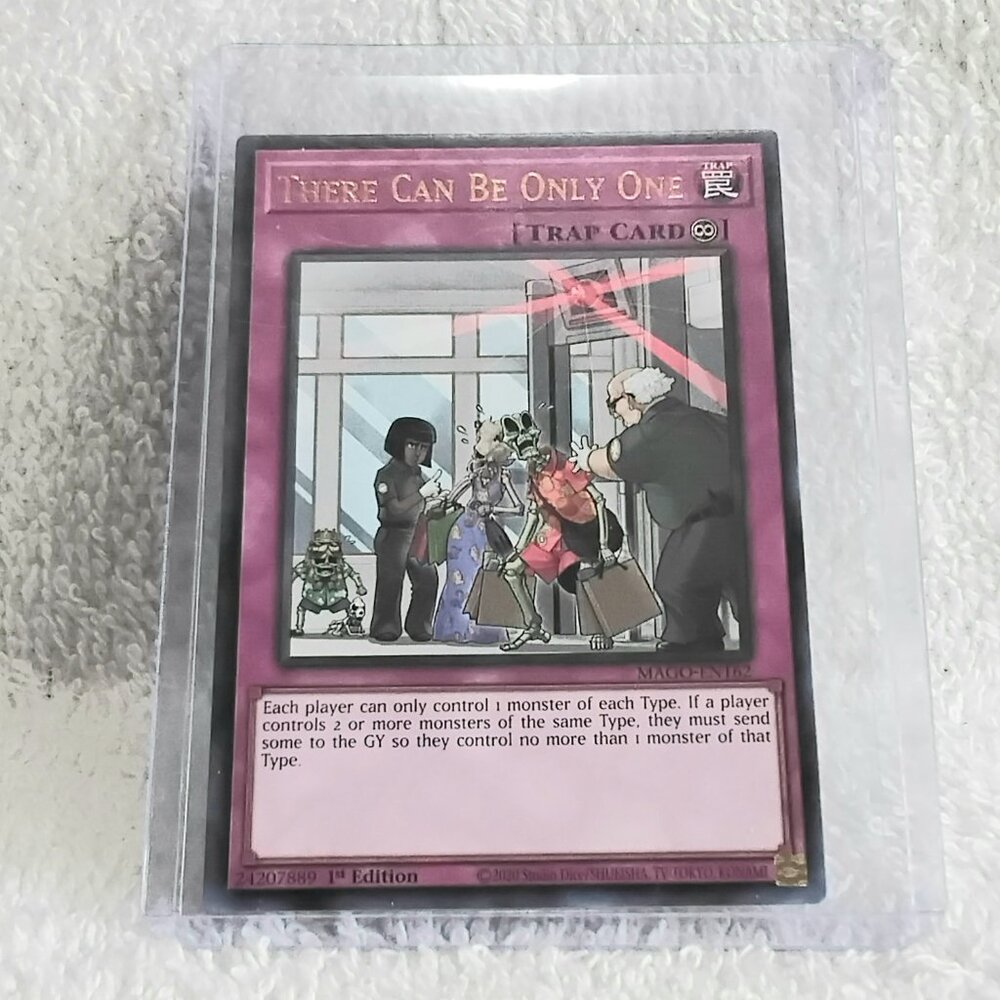 TRAP
罠
THERE CAN BE ONLY ONE
[TRAP CARD∞]
MAGO-EN162
Each player can only control 1 monster of each Type. If a player
controls 2 or more monsters of the same Type, they must send
some to the GY so they control no more than 1 monster of that
Type.
24207889 1st Edition ©2020 Studio Dice/SHUEISHA, TV TOKYO, KONAMI